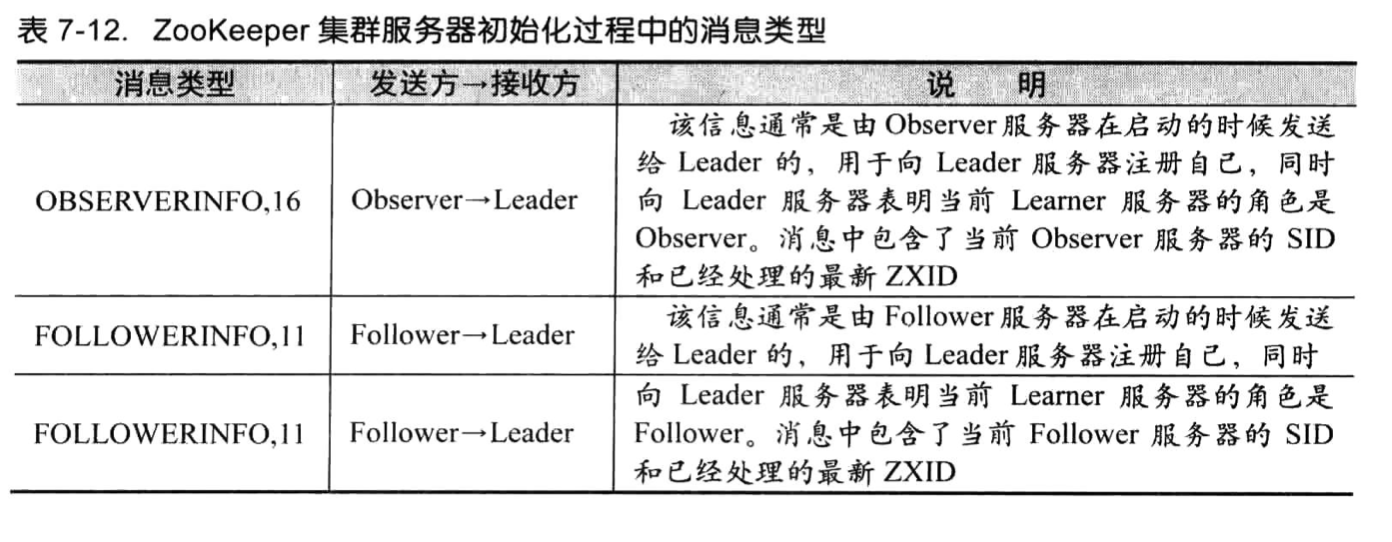 表 7-12. ZooKeeper 集群服务器初始化过程中的消息类型
消息类型 发送方→接收方 说 明
OBSERVERINFO,16 Observer→Leader
该信息通常是由 Observer 服务器在启动的时候发送
给 Leader 的，用于向 Leader 服务器注册自己，同时
向 Leader 服务器表明当前 Learner 服务器的角色是
Observer。消息中包含了当前 Observer 服务器的 SID
和已经处理的最新 ZXID
FOLLOWERINFO,11 Follower→Leader
该信息通常是由 Follower 服务器在启动的时候发送
给 Leader 的，用于向 Leader 服务器注册自己，同时
FOLLOWERINFO,11 Follower→Leader
向 Leader 服务器表明当前 Learner 服务器的角色是
Follower。消息中包含了当前 Follower 服务器的 SID
和已经处理的最新 ZXID